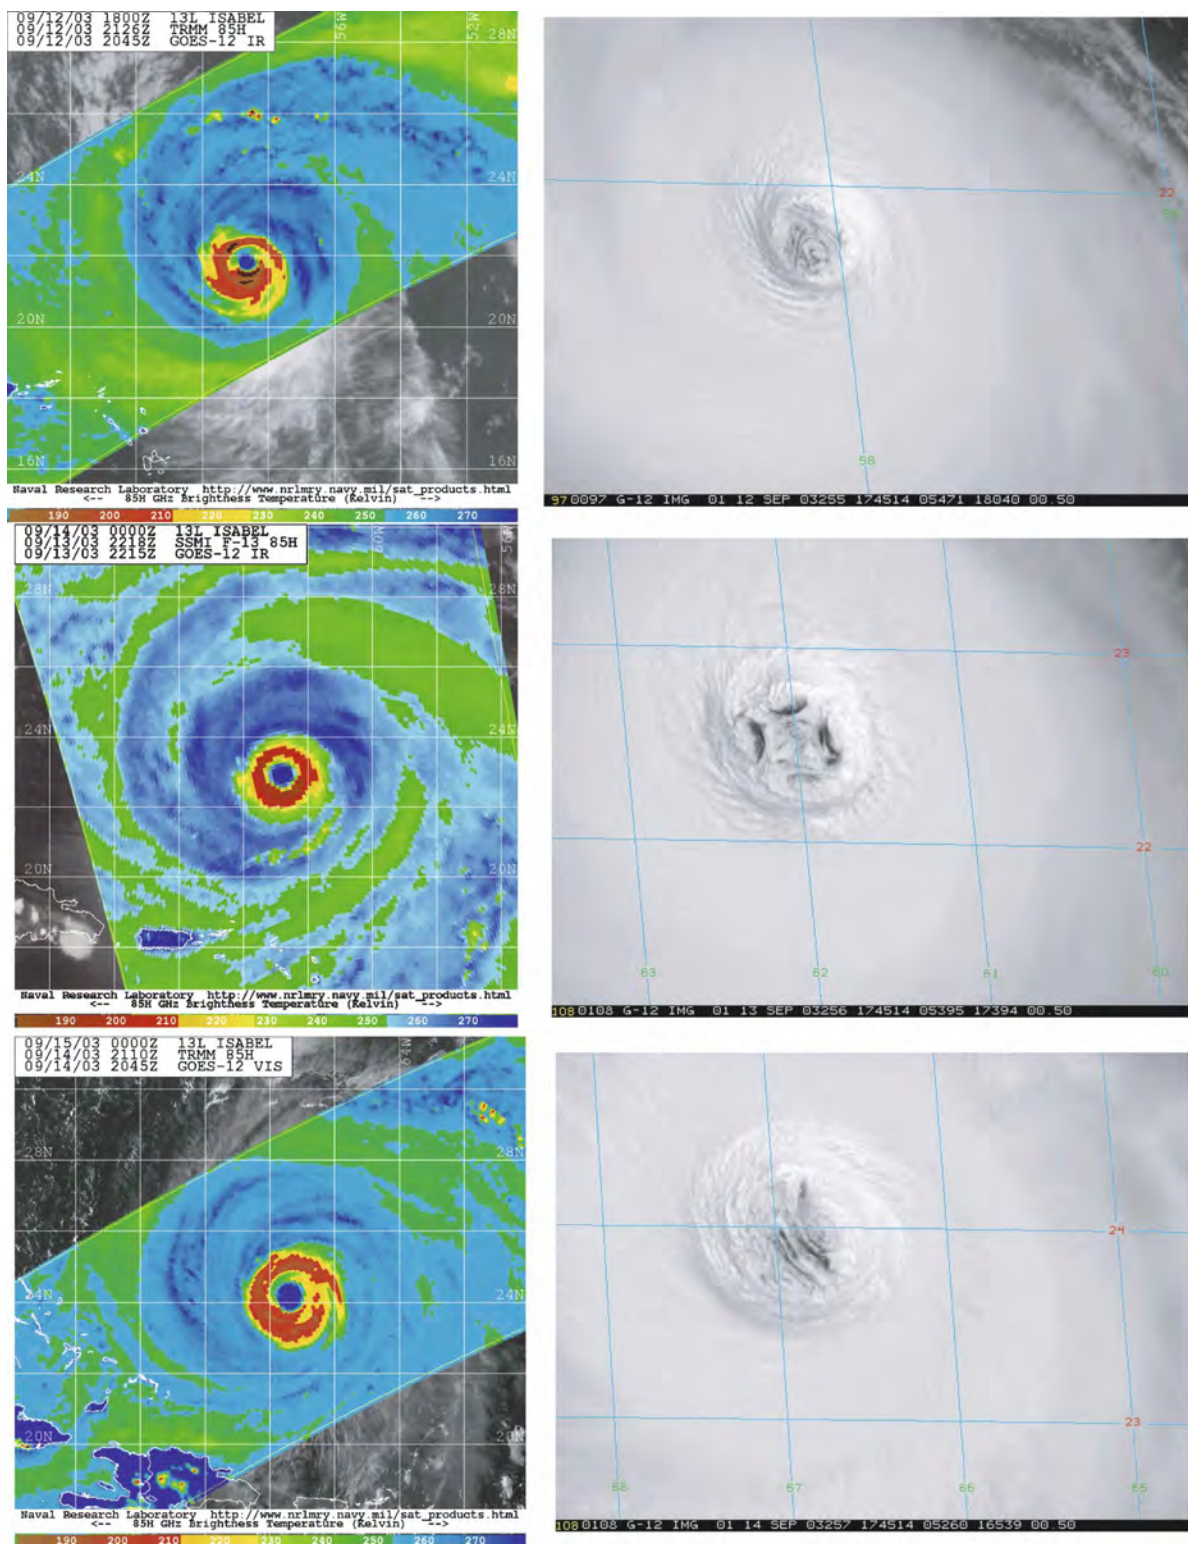 09/12/03 1800Z 13L ISABEL
09/12/03 2126Z TRMM 85H
09/12/03 2045Z GOES-12 IR
56W
52W
28N
24N
24N
20N
20N
16N
16N
Naval Research Laboratory http://www.nrlmry.navy.mil/sat_products.html
<-- 85H GHz Brightness Temperature (Kelvin) -->
190 200 210 220 230 240 250 260 270
22
58
97 0097 G-12 IMG 01 12 SEP 03255 174514 05471 18040 00.50
09/14/03 0000Z 13L ISABEL
09/13/03 2218Z SSMI F-13 85H
09/13/03 2215Z GOES-12 IR
60W
56W
28N
28N
24N
24N
20N
20N
Naval Research Laboratory http://www.nrlmry.navy.mil/sat_products.html
<-- 85H GHz Brightness Temperature (Kelvin) -->
190 200 210 220 230 240 250 260 270
23
22
63 62 61 60
108 0108 G-12 IMG 01 13 SEP 03256 174514 05395 17394 00.50
09/15/03 0000Z 13L ISABEL
09/14/03 2110Z TRMM 85H
09/14/03 2045Z GOES-12 VIS
64W
28N
28N
24N
24N
20N
20N
Naval Research Laboratory http://www.nrlmry.navy.mil/sat_products.html
<-- 85H GHz Brightness Temperature (Kelvin) -->
190 200 210 220 230 240 250 260 270
24
23
68 67 66 65
108 0108 G-12 IMG 01 14 SEP 03257 174514 05260 16539 00.50